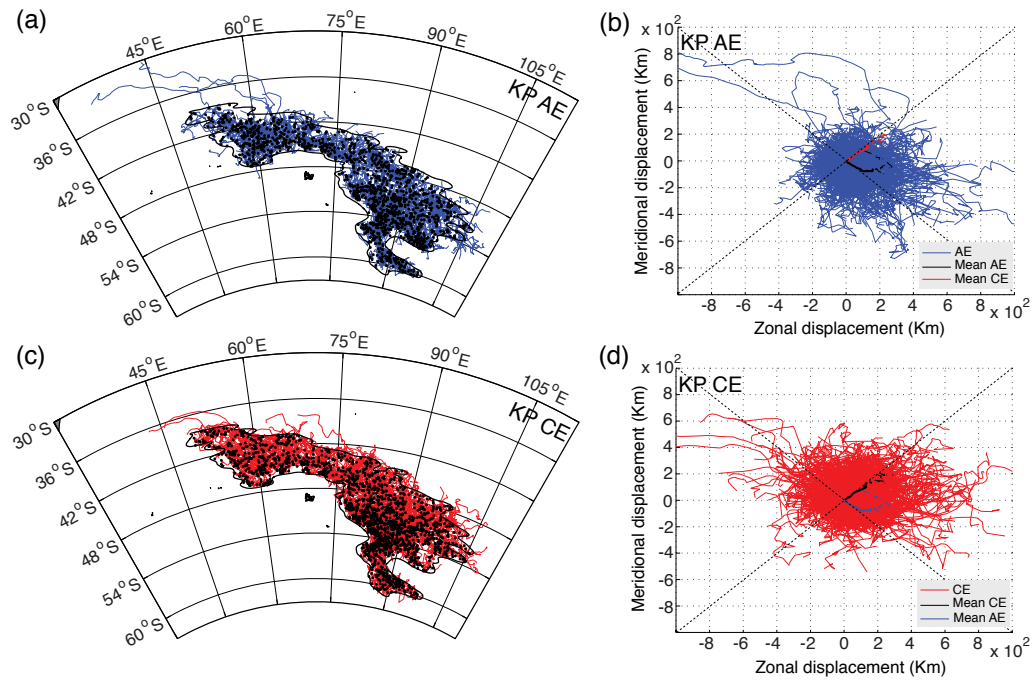 (a)
45°E
60°E
75°E
90°E
105°E
30°S
36°S
42°S
48°S
54°S
60°S
KP AE
(b)
x 10²
KP AE
8
6
4
2
0
-2
-4
-6
-8
Meridional displacement (Km)
AE
Mean AE
Mean CE
-8 -6 -4 -2 0 2 4 6 8
x 10²
Zonal displacement (Km)
(c)
45°E
60°E
75°E
90°E
105°E
30°S
36°S
42°S
48°S
54°S
60°S
KP CE
(d)
x 10²
KP CE
8
6
4
2
0
-2
-4
-6
-8
Meridional displacement (Km)
CE
Mean CE
Mean AE
-8 -6 -4 -2 0 2 4 6 8
x 10²
Zonal displacement (Km)